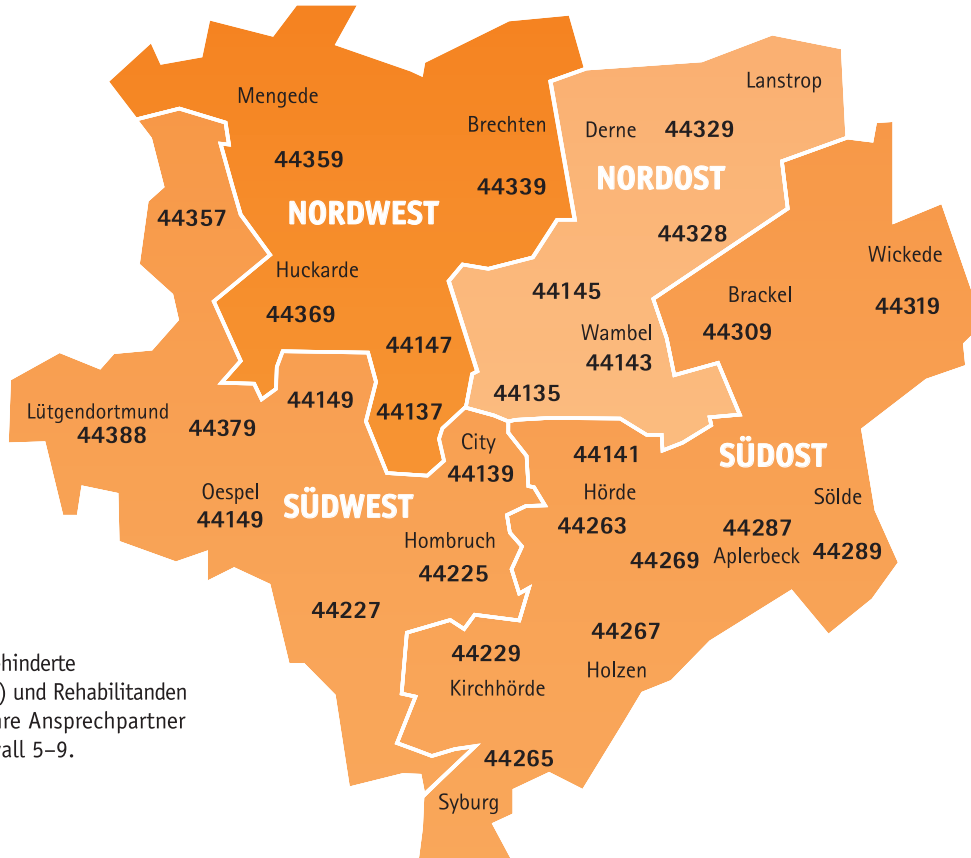 Lanstrop
Mengede
Brechten
Derne 44329
44359
NORDOST
44339
NORDWEST
44357
44328
Wickede
Huckarde
44145
Brackel
44319
44369
Wambel
44309
44147
44143
44135
44149
44137
Lütgendortmund
44388
44379
City
44139
44141
SÜDOST
Oespel
44149
SÜDWEST
Hörde
Sölde
44263
44287
Hombruch
44269
Aplerbeck
44289
44225
44227
44267
44229
Holzen
Kirchhörde
hinderte
) und Rehabilitanden
re Ansprechpartner
all 5–9.
44265
Syburg